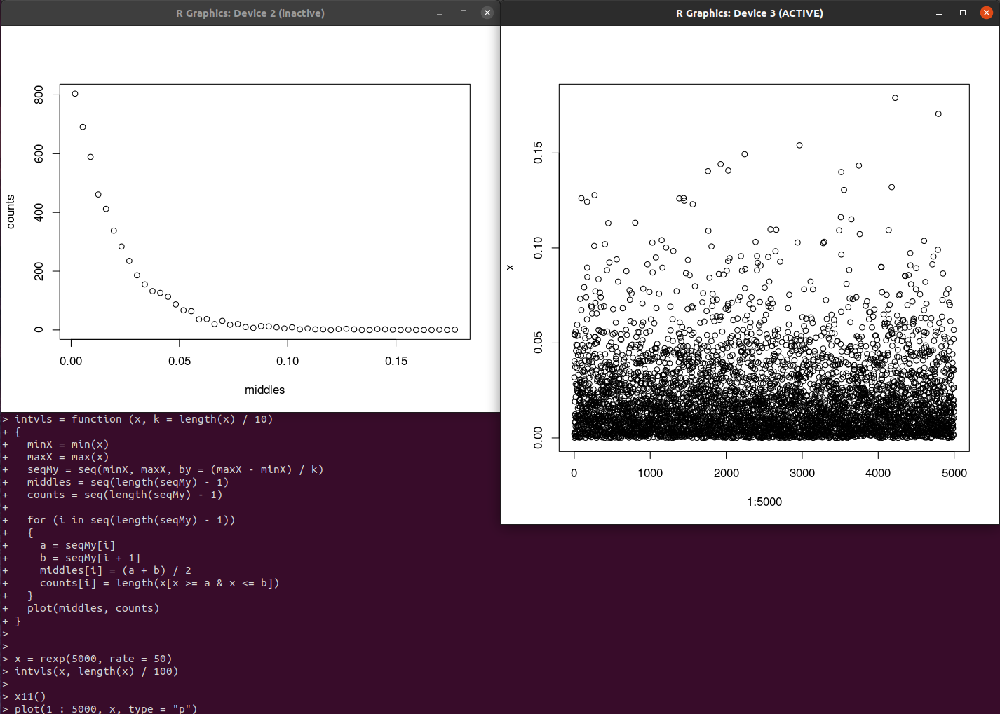 R Graphics: Device 2 (inactive)
counts
800
600
400
200
0
0.00 0.05 0.10 0.15
middles
R Graphics: Device 3 (ACTIVE)
x
0.15
0.10
0.05
0.00
0 1000 2000 3000 4000 5000
1:5000
> intvls = function (x, k = length(x) / 10)
+ {
+   minX = min(x)
+   maxX = max(x)
+   seqMy = seq(minX, maxX, by = (maxX - minX) / k)
+   middles = seq(length(seqMy) - 1)
+   counts = seq(length(seqMy) - 1)
+
+   for (i in seq(length(seqMy) - 1))
+   {
+     a = seqMy[i]
+     b = seqMy[i + 1]
+     middles[i] = (a + b) / 2
+     counts[i] = length(x[x >= a & x <= b])
+   }
+   plot(middles, counts)
+ }
>
>
> x = rexp(5000, rate = 50)
> intvls(x, length(x) / 100)
>
> x11()
> plot(1 : 5000, x, type = "p")